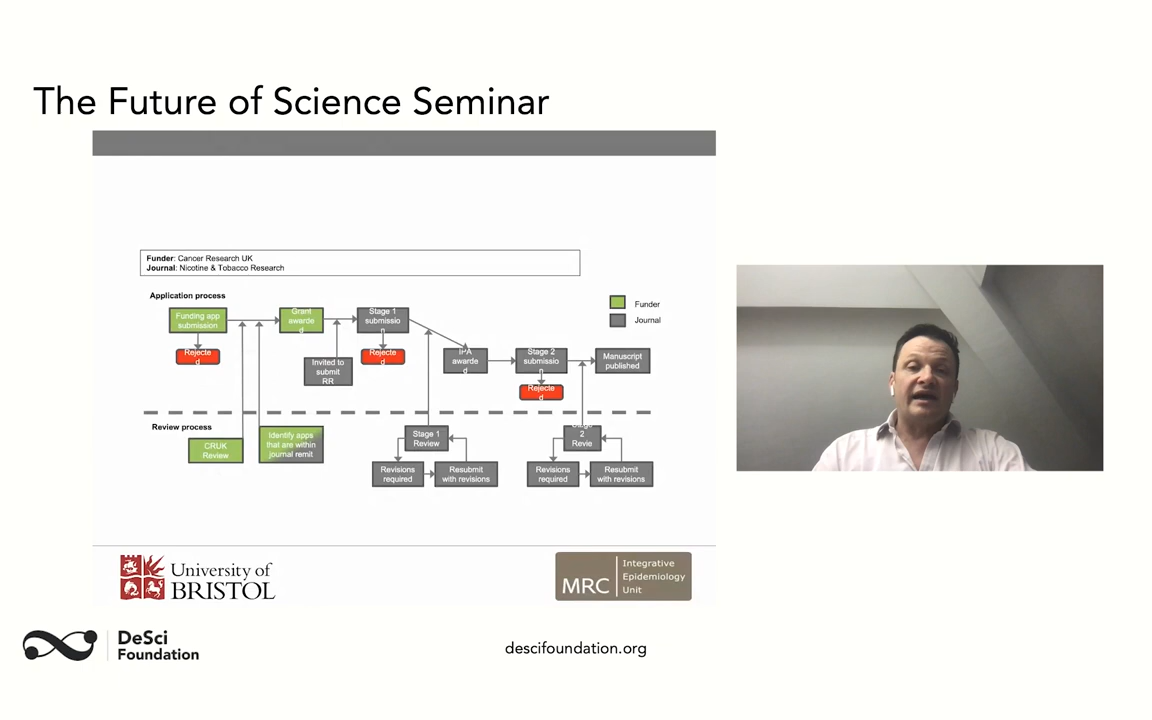 The Future of Science Seminar
Funder: Cancer Research UK
Journal: Nicotine & Tobacco Research
Application process
Funder
Journal
Funding app
submission
Grant
awarde
d
Stage 1
submissio
n
Rejecte
d
Invited to
submit
RR
Rejecte
d
IPA
awarde
d
Stage 2
submissio
n
Manuscript
published
Rejecte
d
Review process
CRUK
Review
Identify apps
that are within
journal remit
Stage 1
Review
Revisions
required
Resubmit
with revisions
Stage
2
Revie
Revisions
required
Resubmit
with revisions
University of
BRISTOL
MRC
Integrative
Epidemiology
Unit
DeSci
Foundation
descifoundation.org